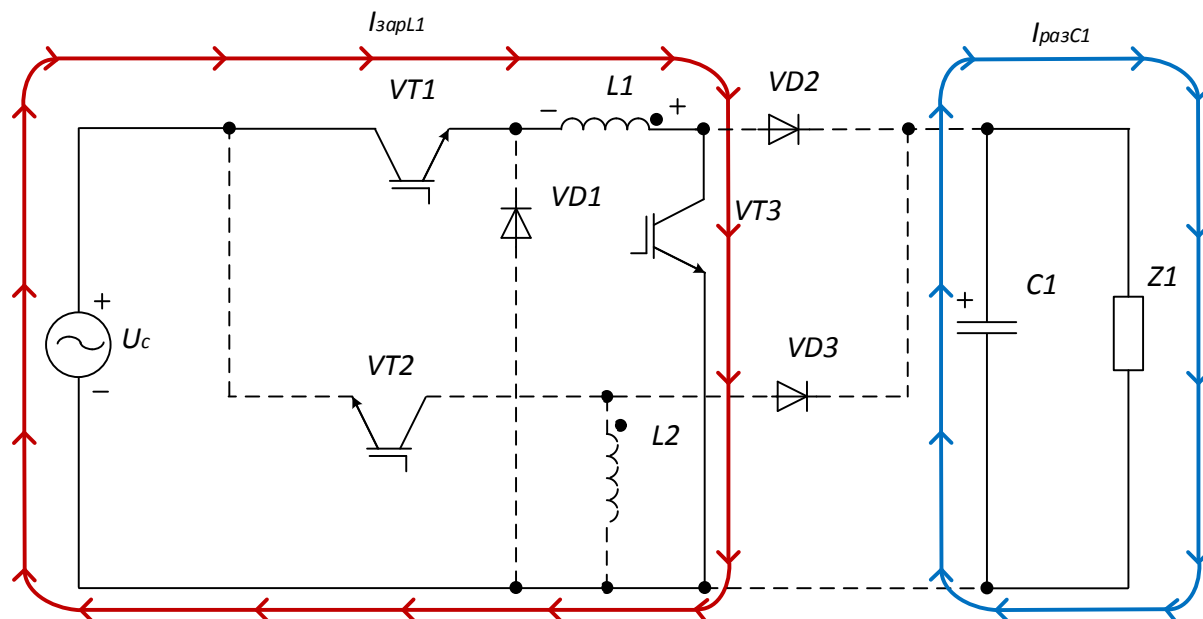 IзарL1
IразC1
VT1
L1
VD2
− +
VD1
VT3
+
Uc
−
VT2
L2
VD3
+
C1
Z1